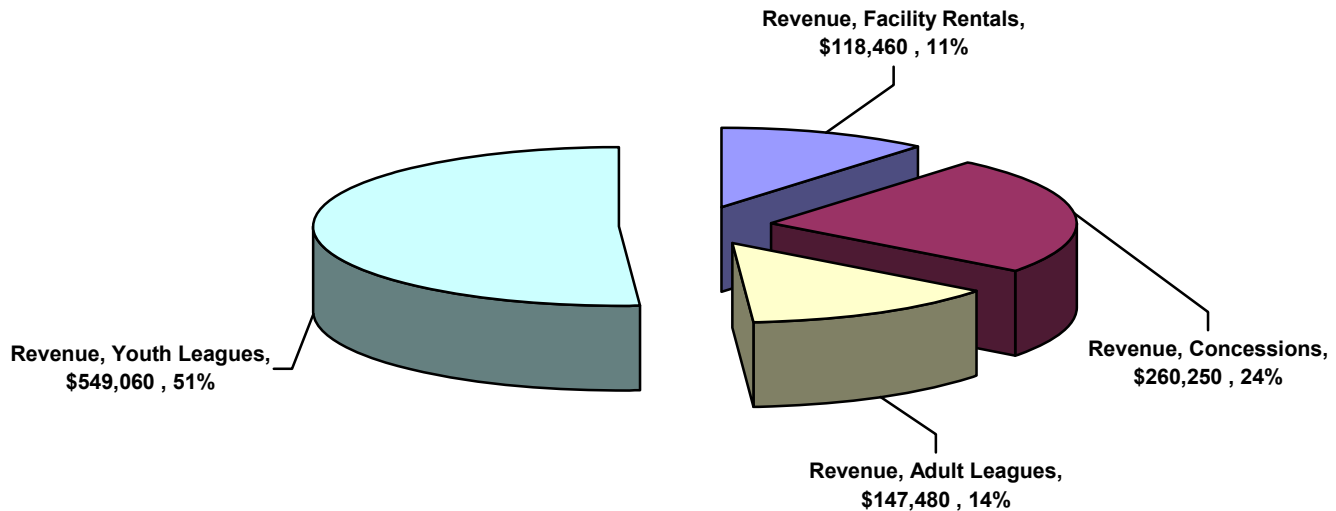 Revenue, Facility Rentals,
$118,460 , 11%
Revenue, Youth Leagues,
$549,060 , 51%
Revenue, Concessions,
$260,250 , 24%
Revenue, Adult Leagues,
$147,480 , 14%